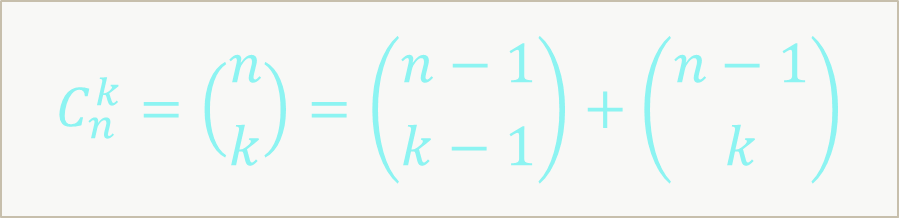 $C_n^k = \binom{n}{k} = \binom{n-1}{k-1} + \binom{n-1}{k}$